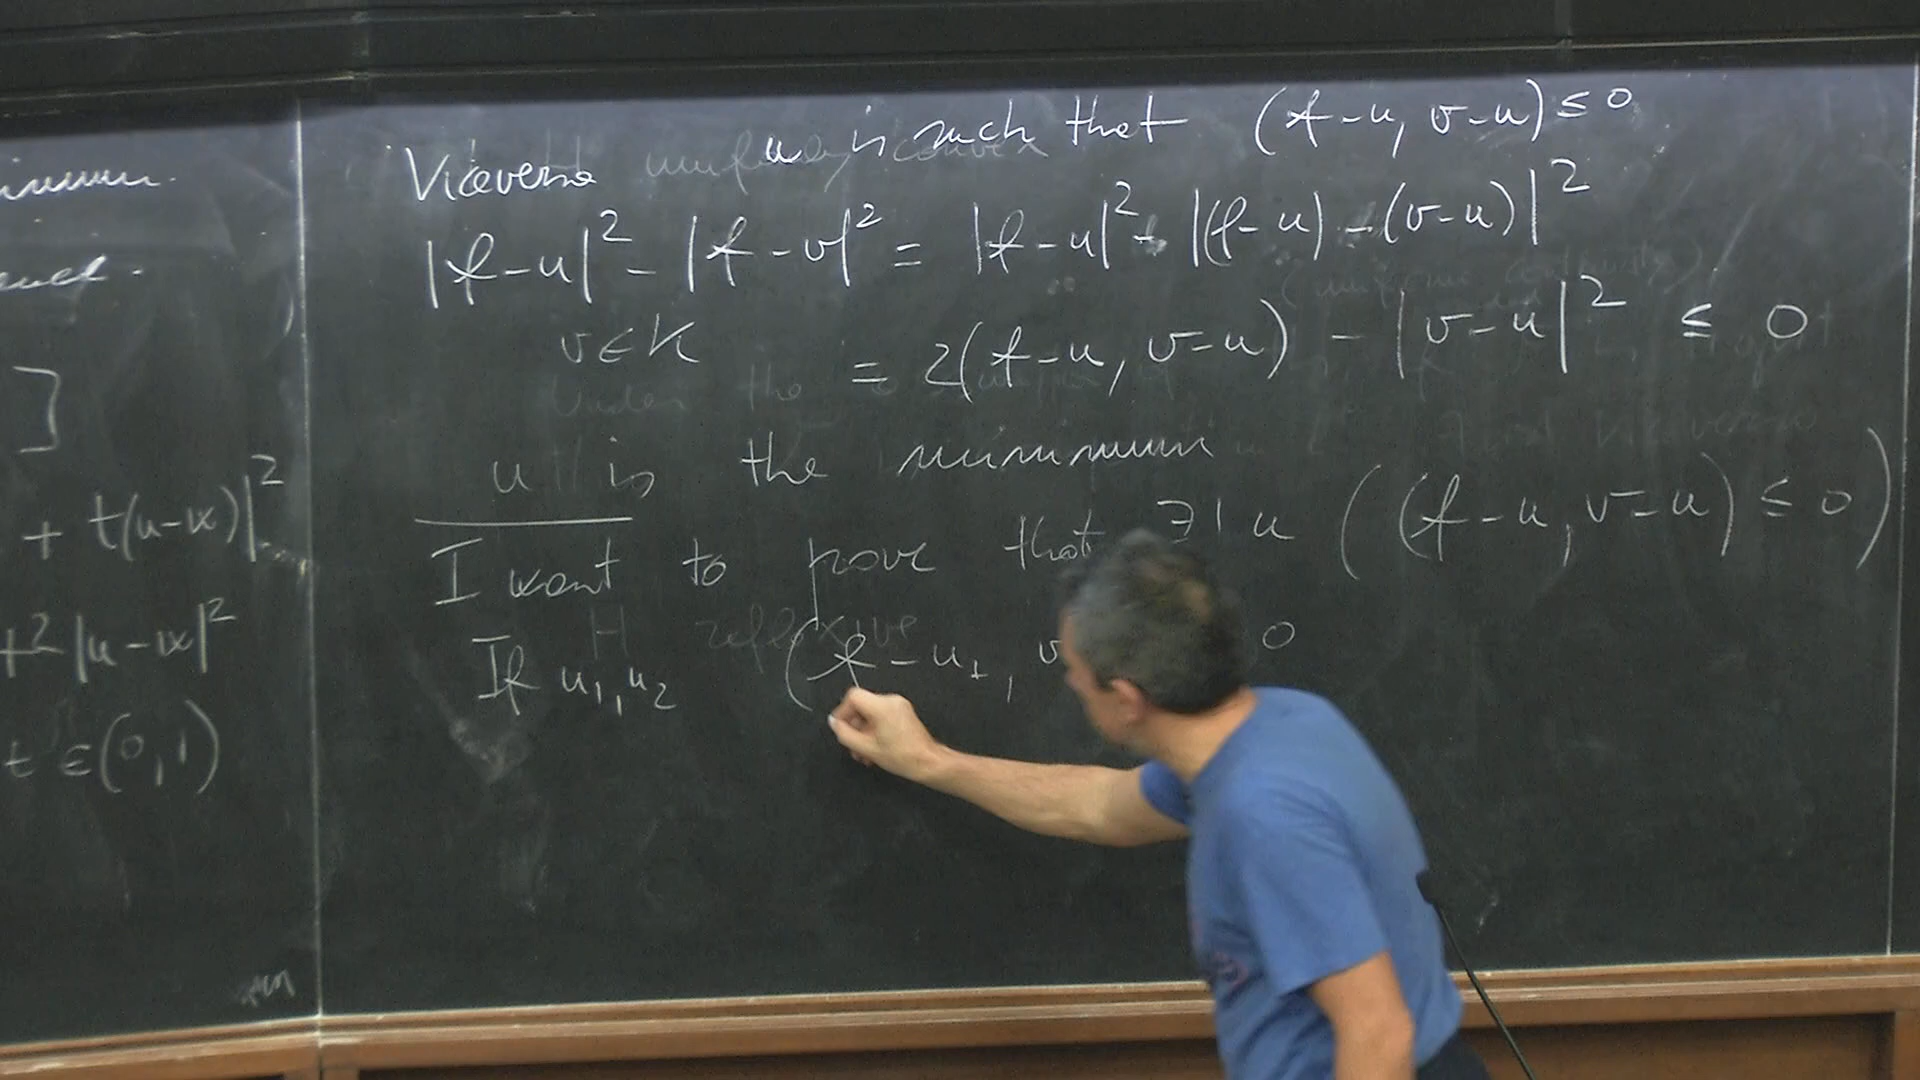 + t(u-w)|²
t²|u-w|²
t ∈(0,1)
Viceversa u is such that (f-u, v-u) ≤ 0
|f-u|² - |f-v|² = |f-u|² - |(f-u) - (v-u)|²
v∈K = 2(f-u, v-u) - |v-u|² ≤ 0
u is the minimum
I want to prove that ∃! u ((f-u, v-u) ≤ 0)
If u₁,u₂ (f-u₁, v 0